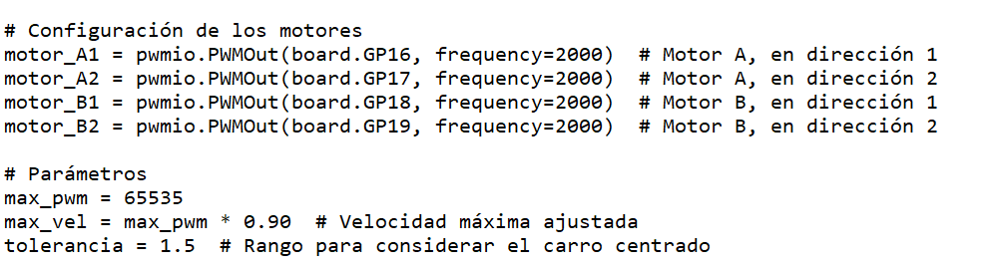 # Configuración de los motores
motor_A1 = pwmio.PWMOut(board.GP16, frequency=2000)  # Motor A, en dirección 1
motor_A2 = pwmio.PWMOut(board.GP17, frequency=2000)  # Motor A, en dirección 2
motor_B1 = pwmio.PWMOut(board.GP18, frequency=2000)  # Motor B, en dirección 1
motor_B2 = pwmio.PWMOut(board.GP19, frequency=2000)  # Motor B, en dirección 2

# Parámetros
max_pwm = 65535
max_vel = max_pwm * 0.90  # Velocidad máxima ajustada
tolerancia = 1.5  # Rango para considerar el carro centrado